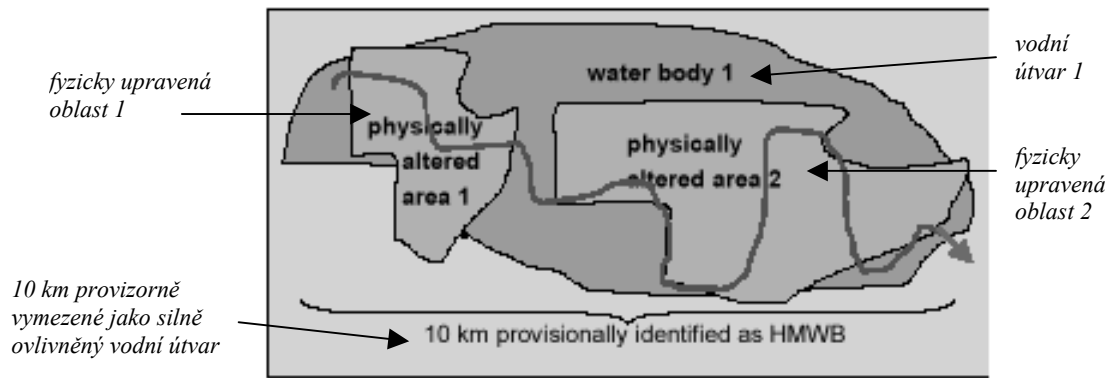 vodní
útvar 1
fyzicky upravená
oblast 1
water body 1
physically
altered
area 1
physically
altered area 2
fyzicky
upravená
oblast 2
10 km provizorně
vymezené jako silně
ovlivněný vodní útvar
10 km provisionally identified as HMWB